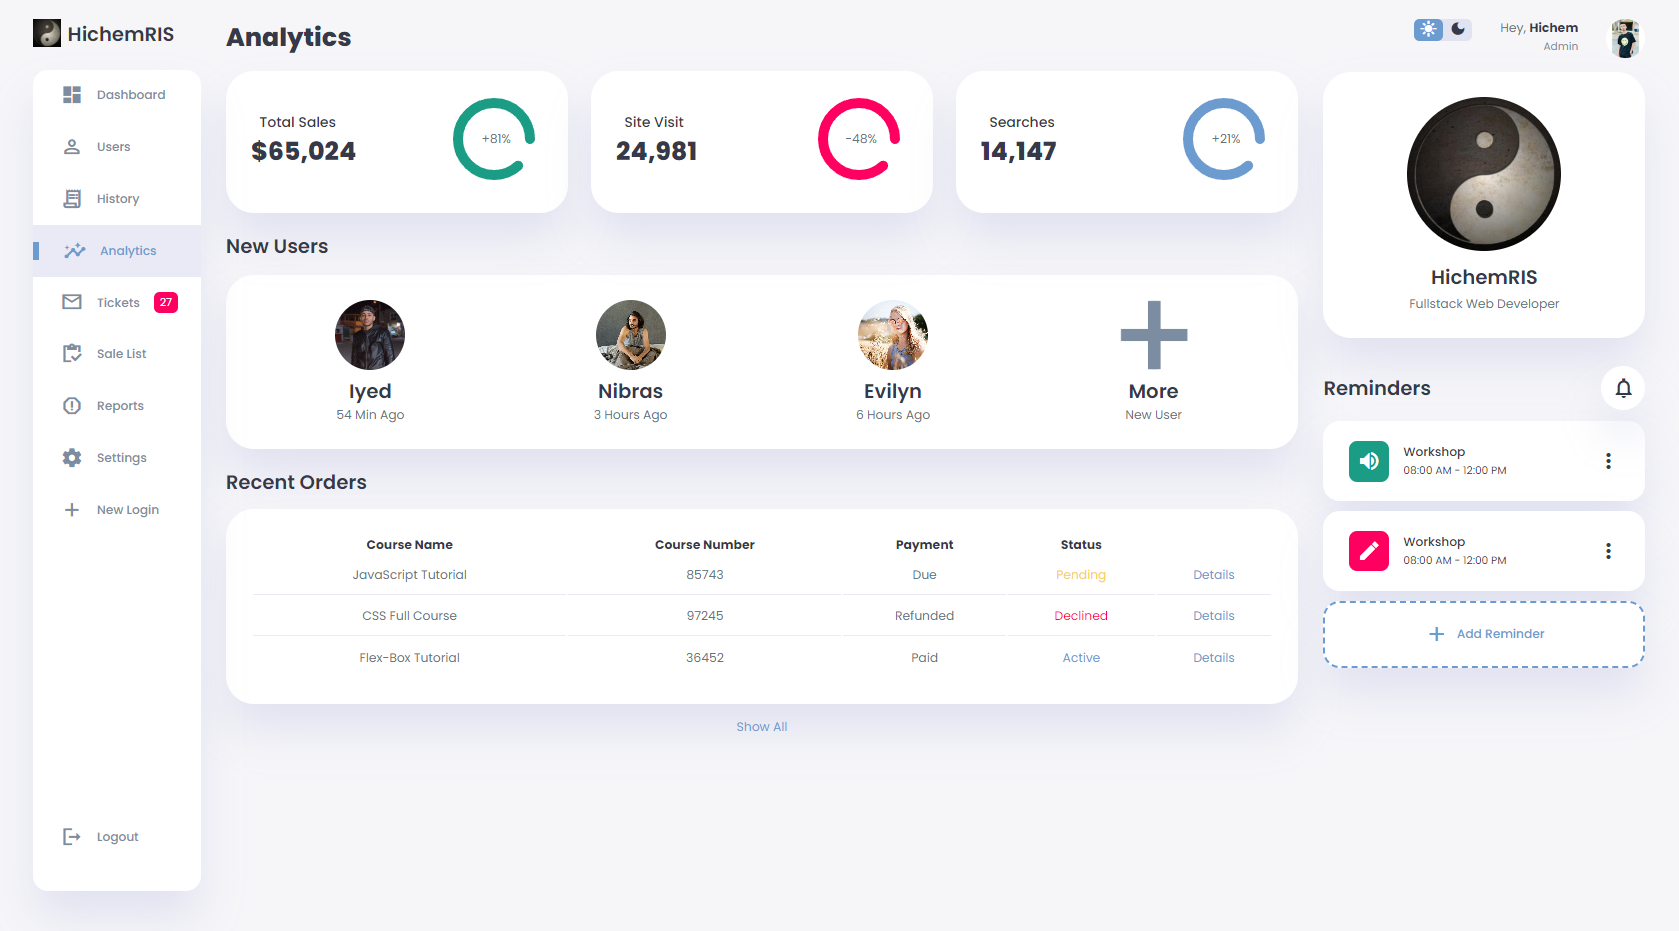 HichemRIS
Dashboard
Users
History
Analytics
Tickets 27
Sale List
Reports
Settings
New Login
Logout
Analytics
Total Sales
$65,024
+81%
Site Visit
24,981
-48%
Searches
14,147
+21%
New Users
Iyed
54 Min Ago
Nibras
3 Hours Ago
Evilyn
6 Hours Ago
More
New User
Recent Orders
Course Name Course Number Payment Status
JavaScript Tutorial 85743 Due Pending Details
CSS Full Course 97245 Refunded Declined Details
Flex-Box Tutorial 36452 Paid Active Details
Show All
Hey, Hichem
Admin
HichemRIS
Fullstack Web Developer
Reminders
Workshop
08:00 AM - 12:00 PM
Workshop
08:00 AM - 12:00 PM
Add Reminder